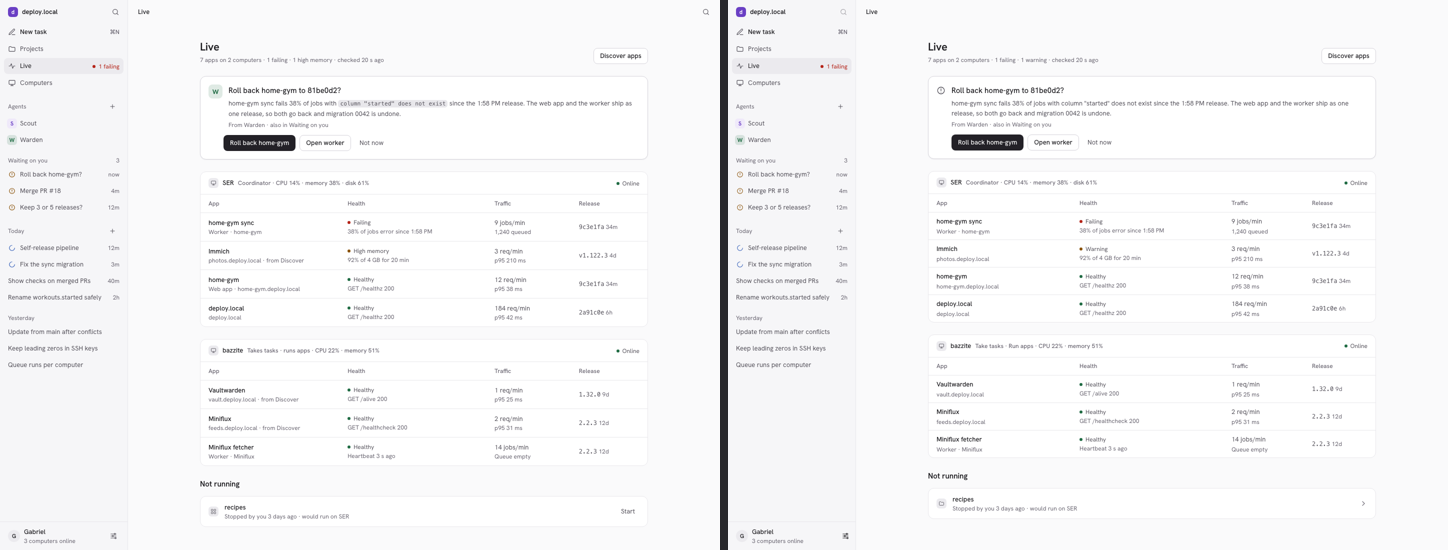 deploy.local
New task ⌘N
Projects
Live 1 failing
Computers
Agents
S Scout
W Warden
Waiting on you 3
Roll back home-gym? now
Merge PR #18 4m
Keep 3 or 5 releases? 12m
Today
Self-release pipeline 12m
Fix the sync migration 3m
Show checks on merged PRs 40m
Rename workouts.started safely 2h
Yesterday
Update from main after conflicts
Keep leading zeros in SSH keys
Queue runs per computer
G Gabriel
3 computers online
Live
Live
7 apps on 2 computers · 1 failing · 1 high memory · checked 20 s ago
Discover apps
W Roll back home-gym to 81be0d2?
home-gym sync fails 38% of jobs with column "started" does not exist since the 1:58 PM release. The web app and the worker ship as
one release, so both go back and migration 0042 is undone.
From Warden · also in Waiting on you
Roll back home-gym Open worker Not now
SER Coordinator · CPU 14% · memory 38% · disk 61% Online
App Health Traffic Release
home-gym sync Failing 9 jobs/min 9c3e1fa 34m
Worker · home-gym 38% of jobs error since 1:58 PM 1,240 queued
Immich High memory 3 req/min v1.122.3 4d
photos.deploy.local · from Discover 92% of 4 GB for 20 min p95 210 ms
home-gym Healthy 12 req/min 9c3e1fa 34m
Web app · home-gym.deploy.local GET /healthz 200 p95 38 ms
deploy.local Healthy 184 req/min 2a91c0e 6h
deploy.local GET /healthz 200 p95 42 ms
bazzite Takes tasks · runs apps · CPU 22% · memory 51% Online
App Health Traffic Release
Vaultwarden Healthy 1 req/min 1.32.0 9d
vault.deploy.local · from Discover GET /alive 200 p95 25 ms
Miniflux Healthy 2 req/min 2.2.3 12d
feeds.deploy.local · from Discover GET /healthcheck 200 p95 31 ms
Miniflux fetcher Healthy 14 jobs/min 2.2.3 12d
Worker · Miniflux Heartbeat 3 s ago Queue empty
Not running
recipes
Stopped by you 3 days ago · would run on SER
Start
d deploy.local
New task ⌘N
Projects
Live 1 failing
Computers
Agents
S Scout
W Warden
Waiting on you 3
Roll back home-gym? now
Merge PR #18 4m
Keep 3 or 5 releases? 12m
Today
Self-release pipeline 12m
Fix the sync migration 3m
Show checks on merged PRs 40m
Rename workouts.started safely 2h
Yesterday
Update from main after conflicts
Keep leading zeros in SSH keys
Queue runs per computer
G Gabriel
3 computers online
Live
Live
7 apps on 2 computers · 1 failing · 1 warning · checked 20 s ago
Discover apps
Roll back home-gym to 81be0d2?
home-gym sync fails 38% of jobs with column "started" does not exist since the 1:58 PM release. The web app and the worker ship as one
release, so both go back and migration 0042 is undone.
From Warden · also in Waiting on you
Roll back home-gym Open worker Not now
SER Coordinator · CPU 14% · memory 38% · disk 61% Online
App Health Traffic Release
home-gym sync Failing 9 jobs/min 9c3e1fa 34m
Worker · home-gym 38% of jobs error since 1:58 PM 1,240 queued
Immich Warning 3 req/min v1.122.3 4d
photos.deploy.local 92% of 4 GB for 20 min p95 210 ms
home-gym Healthy 12 req/min 9c3e1fa 34m
home-gym.deploy.local GET /healthz 200 p95 38 ms
deploy.local Healthy 184 req/min 2a91c0e 6h
deploy.local GET /healthz 200 p95 42 ms
bazzite Take tasks · Run apps · CPU 22% · memory 51% Online
App Health Traffic Release
Vaultwarden Healthy 1 req/min 1.32.0 9d
vault.deploy.local GET /alive 200 p95 25 ms
Miniflux Healthy 2 req/min 2.2.3 12d
feeds.deploy.local GET /healthcheck 200 p95 31 ms
Miniflux fetcher Healthy 14 jobs/min 2.2.3 12d
Worker · Miniflux Heartbeat 3 s ago Queue empty
Not running
recipes
Stopped by you 3 days ago · would run on SER